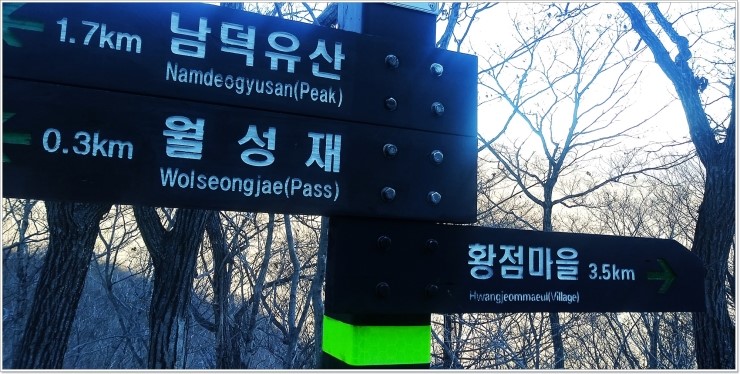 1.7km 남덕유산
Namdeogyusan(Peak)
0.3km 월성재
Wolseongjae(Pass)
황점마을 3.5km
Hwangjeommaeul(Village)